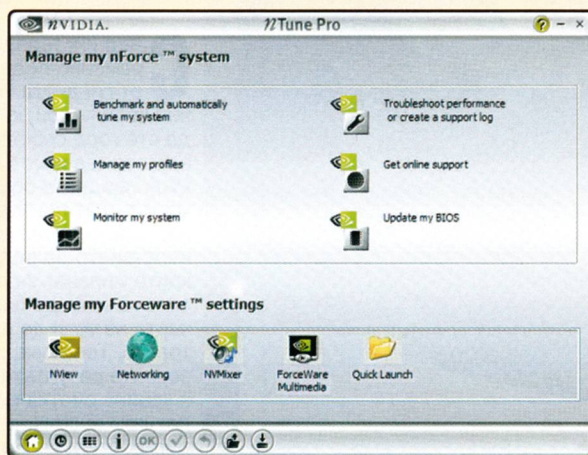 nVIDIA.
nTune Pro
?
Manage my nForce ™ system
Benchmark and automatically
tune my system
Troubleshoot performance
or create a support log
Manage my profiles
Get online support
Monitor my system
Update my BIOS
Manage my Forceware ™ settings
NView
Networking
NVMixer
ForceWare
Multimedia
Quick Launch
i
OK